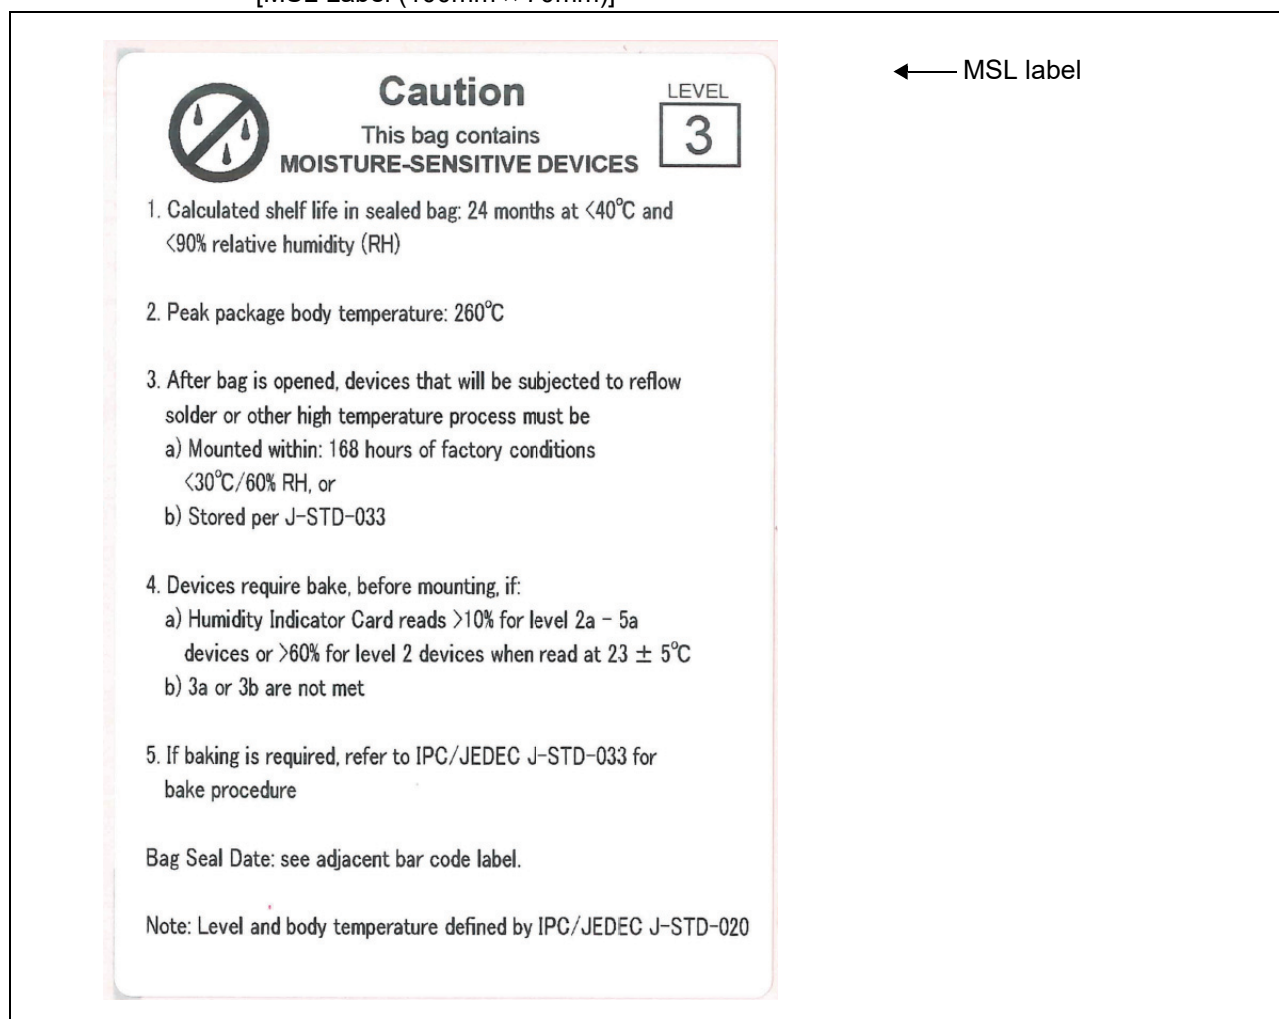 [MSL Label (100mm × 70mm)]
MSL label
Caution
This bag contains
MOISTURE-SENSITIVE DEVICES
LEVEL
3
1. Calculated shelf life in sealed bag: 24 months at <40°C and
<90% relative humidity (RH)
2. Peak package body temperature: 260°C
3. After bag is opened, devices that will be subjected to reflow
solder or other high temperature process must be
a) Mounted within: 168 hours of factory conditions
<30°C/60% RH, or
b) Stored per J-STD-033
4. Devices require bake, before mounting, if:
a) Humidity Indicator Card reads >10% for level 2a - 5a
devices or >60% for level 2 devices when read at 23 ± 5°C
b) 3a or 3b are not met
5. If baking is required, refer to IPC/JEDEC J-STD-033 for
bake procedure
Bag Seal Date: see adjacent bar code label.
Note: Level and body temperature defined by IPC/JEDEC J-STD-020